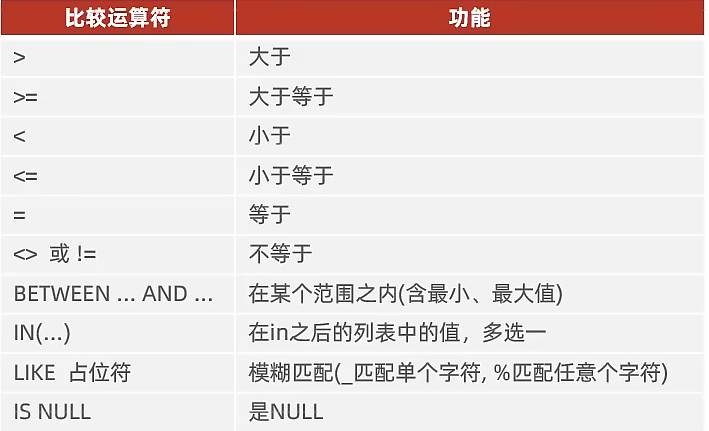 比较运算符 功能
> 大于
>= 大于等于
< 小于
<= 小于等于
= 等于
<> 或 != 不等于
BETWEEN ... AND ... 在某个范围之内(含最小、最大值)
IN(...) 在in之后的列表中的值，多选一
LIKE 占位符 模糊匹配(_匹配单个字符, %匹配任意个字符)
IS NULL 是NULL